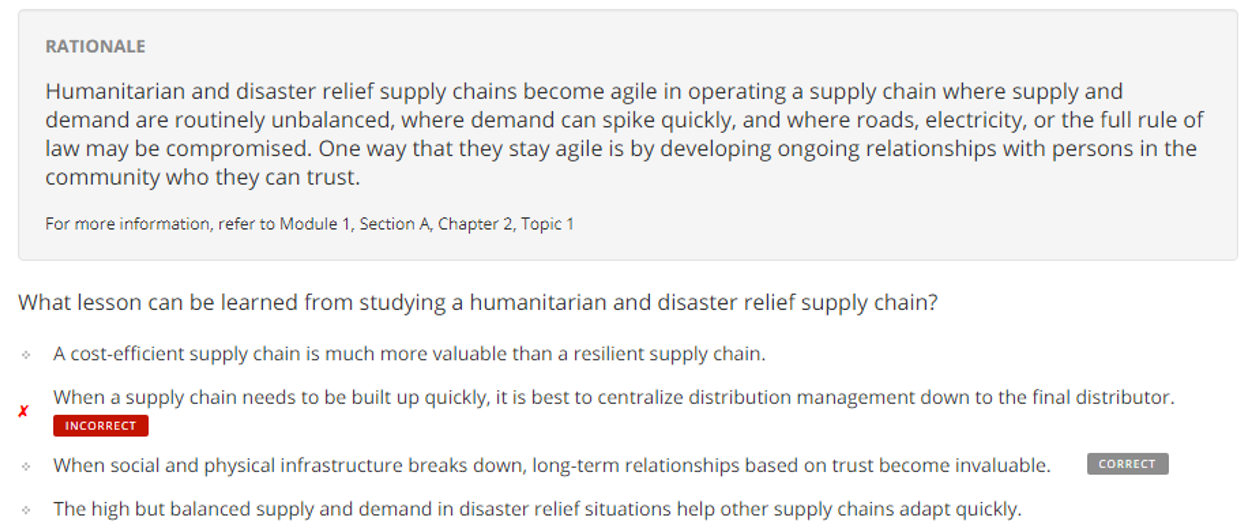 RATIONALE
Humanitarian and disaster relief supply chains become agile in operating a supply chain where supply and
demand are routinely unbalanced, where demand can spike quickly, and where roads, electricity, or the full rule of
law may be compromised. One way that they stay agile is by developing ongoing relationships with persons in the
community who they can trust.
For more information, refer to Module 1, Section A, Chapter 2, Topic 1
What lesson can be learned from studying a humanitarian and disaster relief supply chain?
A cost-efficient supply chain is much more valuable than a resilient supply chain.
When a supply chain needs to be built up quickly, it is best to centralize distribution management down to the final distributor.
INCORRECT
When social and physical infrastructure breaks down, long-term relationships based on trust become invaluable. CORRECT
The high but balanced supply and demand in disaster relief situations help other supply chains adapt quickly.